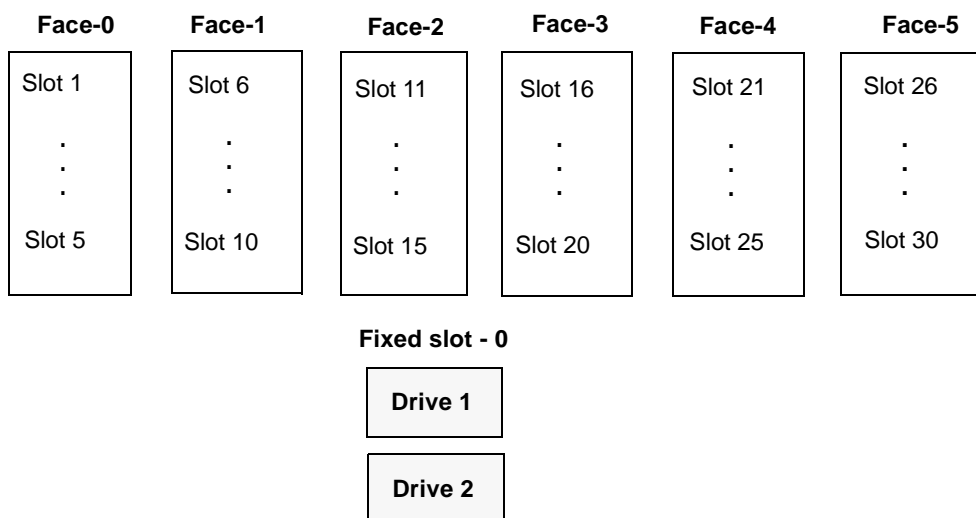 Face-0 Face-1 Face-2 Face-3 Face-4 Face-5
Slot 1 Slot 6 Slot 11 Slot 16 Slot 21 Slot 26
. . . . . .
. . . . . .
. . . . . .
Slot 5 Slot 10 Slot 15 Slot 20 Slot 25 Slot 30
Fixed slot - 0
Drive 1
Drive 2